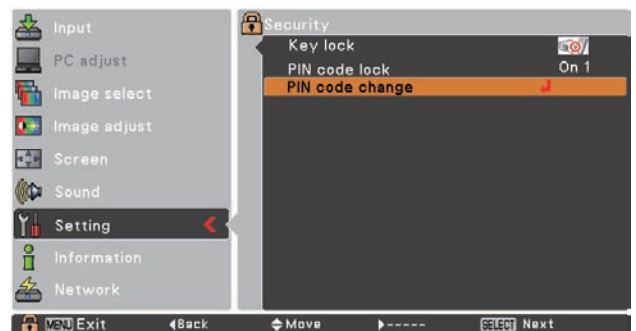 Input
PC adjust
Image select
Image adjust
Screen
Sound
Setting
Information
Network
Security
Key lock
PIN code lock On 1
PIN code change
MENU Exit Back Move ----- SELECT Next